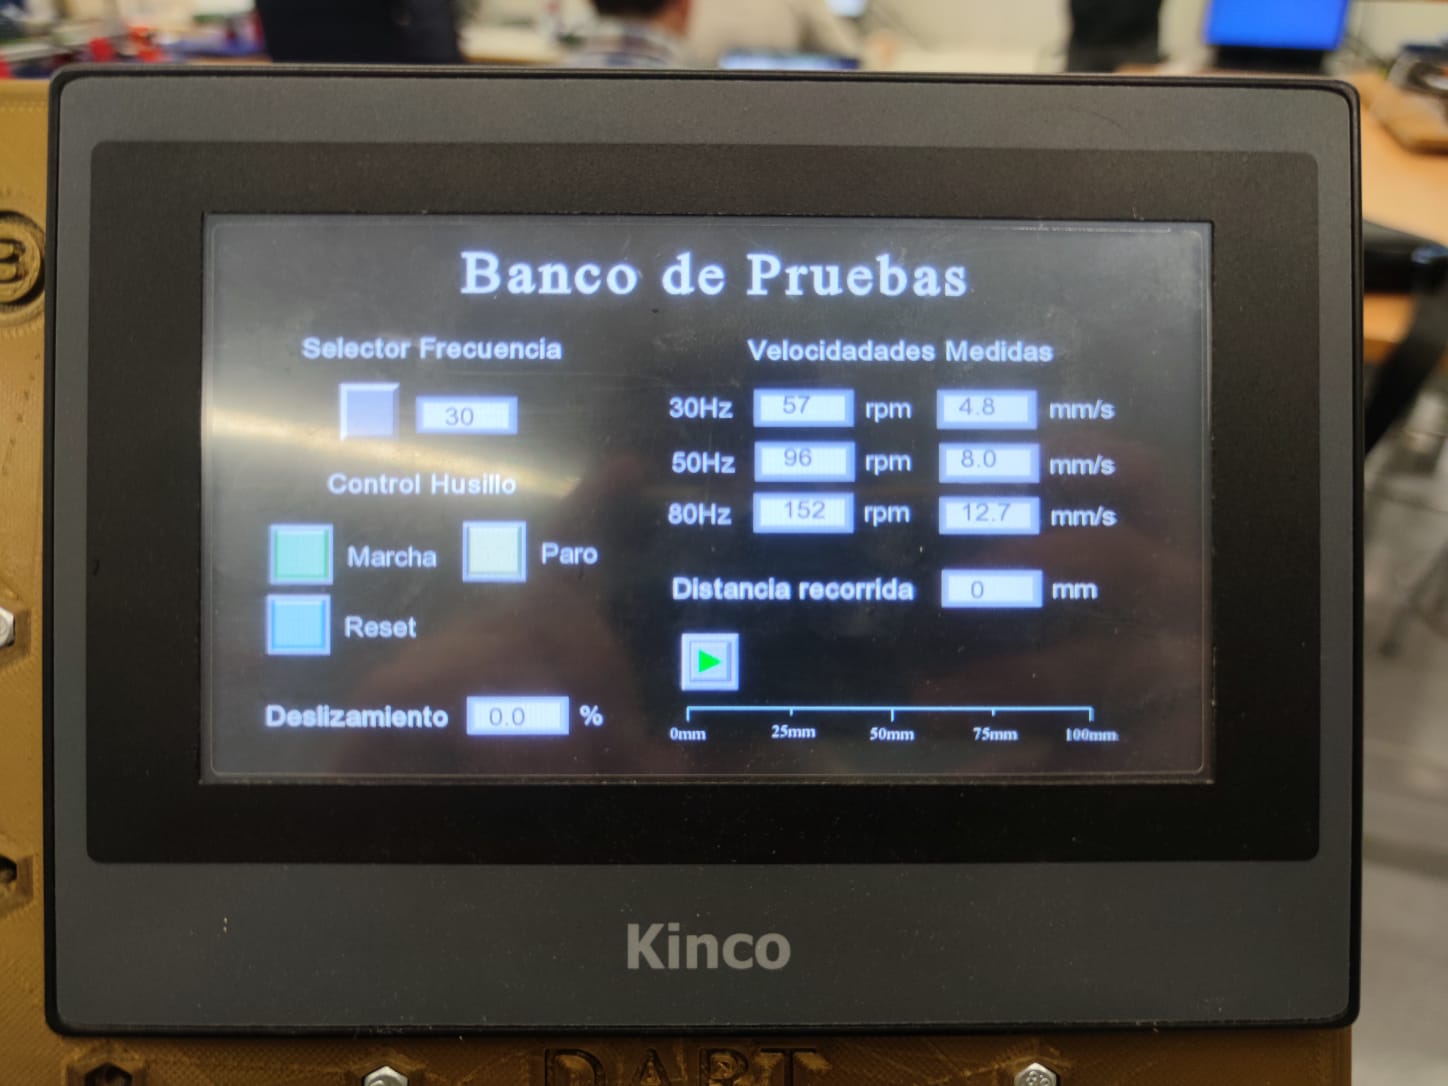 Banco de Pruebas
Selector Frecuencia
30
Control Husillo
Marcha
Paro
Reset
Deslizamiento 0.0 %
Velocidadades Medidas
30Hz 57 rpm 4.8 mm/s
50Hz 96 rpm 8.0 mm/s
80Hz 152 rpm 12.7 mm/s
Distancia recorrida 0 mm
0mm 25mm 50mm 75mm 100mm
Kinco